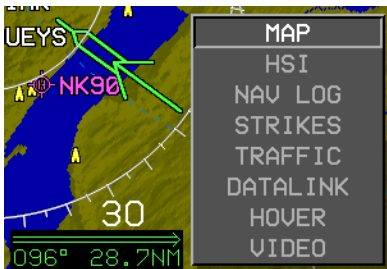 UEYS
NK90
30
096° 28.7NM
MAP
HSI
NAV LOG
STRIKES
TRAFFIC
DATALINK
HOVER
VIDEO